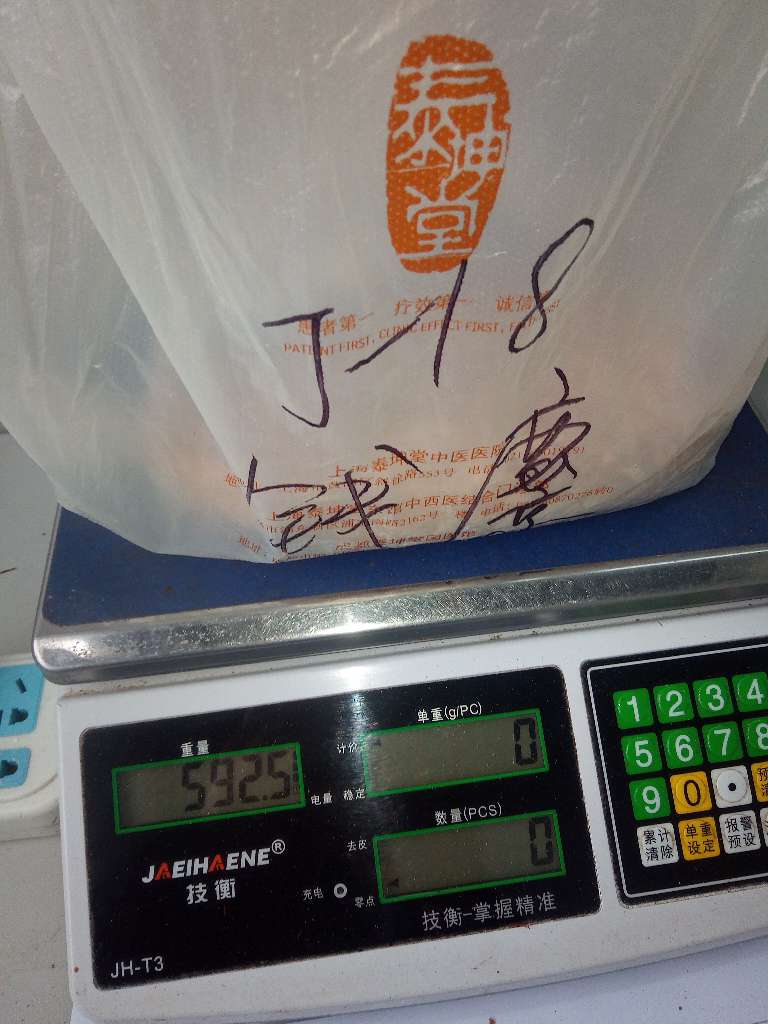 泰坤堂
患者第一 疗效第一 诚信
PATIENT FIRST, CLINIC EFFECT FIRST,
J-18
上海泰坤堂中医医院
钱
重量
592.5
单重(g/PC)
计价
0
电量 稳定
数量(PCS)
去皮
0
JAEIHAENE®
技衡
充电 零点
技衡-掌握精准
JH-T3
1 2 3 4
5 6 7 8
9 0 .
累计清除 单重设定 报警预设